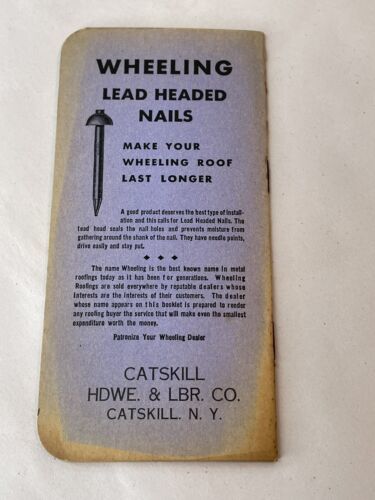 WHEELING
LEAD HEADED
NAILS
MAKE YOUR
WHEELING ROOF
LAST LONGER
A good product deserves the best type of install-
ation and this calls for Lead Headed Nails. The
lead head seals the nail holes and prevents moisture from
gathering around the shank of the nail. They have needle points,
drive easily and stay put.
The name Wheeling is the best known name in metal
roofings today as it has been for generations. Wheeling
Roofings are sold everywhere by reputable dealers whose
interests are the interests of their customers. The dealer
whose name appears on this booklet is prepared to render
any roofing buyer the service that will make even the smallest
expenditure worth the money.
Patronize Your Wheeling Dealer
CATSKILL
HDWE. & LBR. CO.
CATSKILL. N. Y.